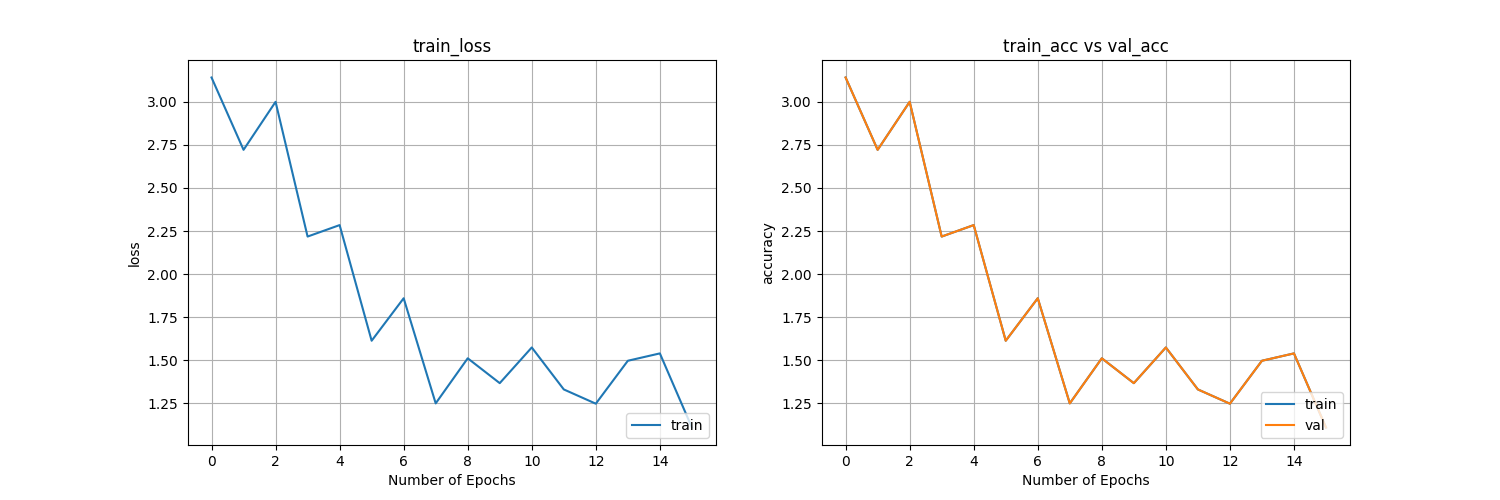 train_loss
3.00
2.75
2.50
2.25
2.00
1.75
1.50
1.25
loss
0 2 4 6 8 10 12 14
Number of Epochs
train
train_acc vs val_acc
3.00
2.75
2.50
2.25
2.00
1.75
1.50
1.25
accuracy
0 2 4 6 8 10 12 14
Number of Epochs
train
val